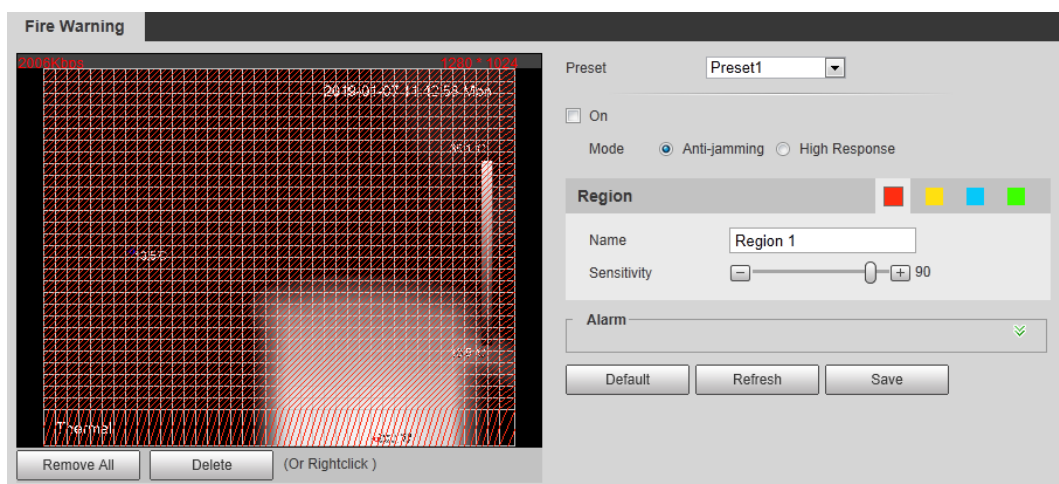 Fire Warning
2006Kbps
1280 * 1024
2019-01-07 11:42:58 Mon
Thermal
Remove All
Delete
(Or Rightclick )
Preset
Preset1
On
Mode
Anti-jamming
High Response
Region
Name
Region 1
Sensitivity
90
Alarm
Default
Refresh
Save